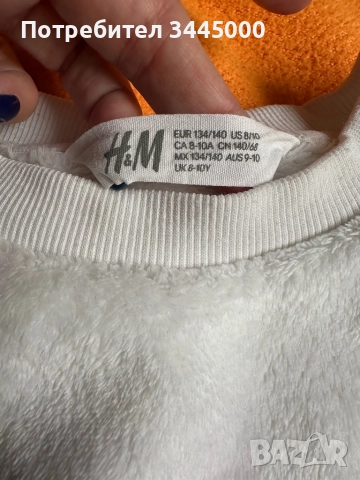 Потребител 3445000
H&M
EUR 134/140 US 8/10
CA 8-10A CN 140/68
MX 134/140 AUS 9-10
UK 8-10Y
BAZAR